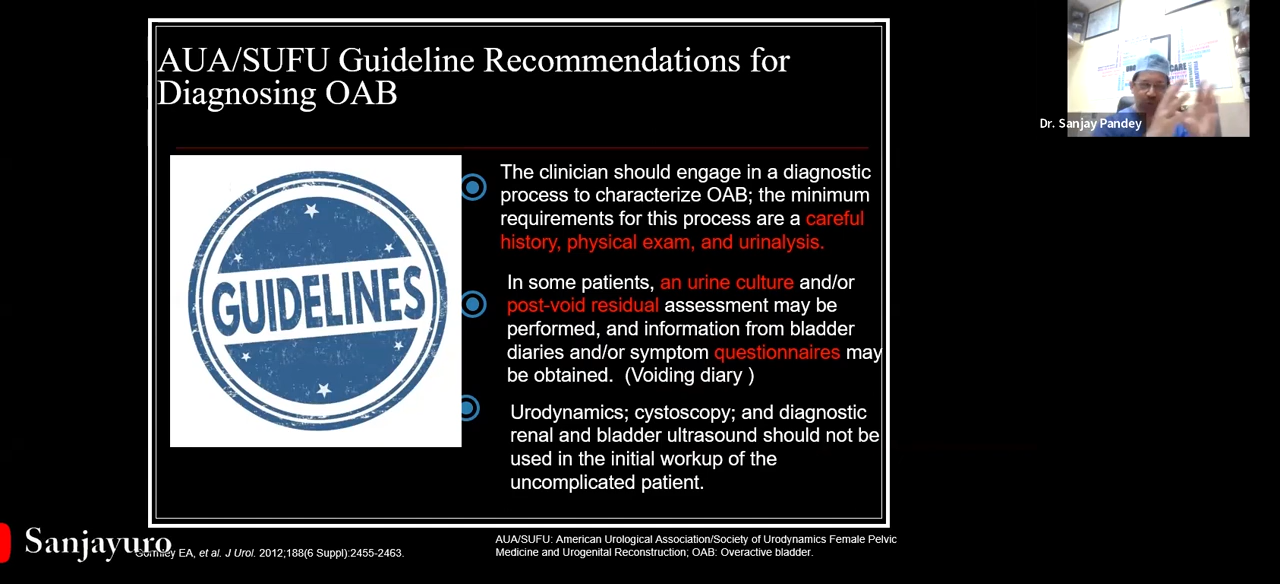 AUA/SUFU Guideline Recommendations for
Diagnosing OAB
GUIDELINES
The clinician should engage in a diagnostic
process to characterize OAB; the minimum
requirements for this process are a careful
history, physical exam, and urinalysis.
In some patients, an urine culture and/or
post-void residual assessment may be
performed, and information from bladder
diaries and/or symptom questionnaires may
be obtained. (Voiding diary )
Urodynamics; cystoscopy; and diagnostic
renal and bladder ultrasound should not be
used in the initial workup of the
uncomplicated patient.
Sanjayuro
Gormley EA, et al. J Urol. 2012;188(6 Suppl):2455-2463.
AUA/SUFU: American Urological Association/Society of Urodynamics Female Pelvic
Medicine and Urogenital Reconstruction; OAB: Overactive bladder.
CARE
Dr. Sanjay Pandey